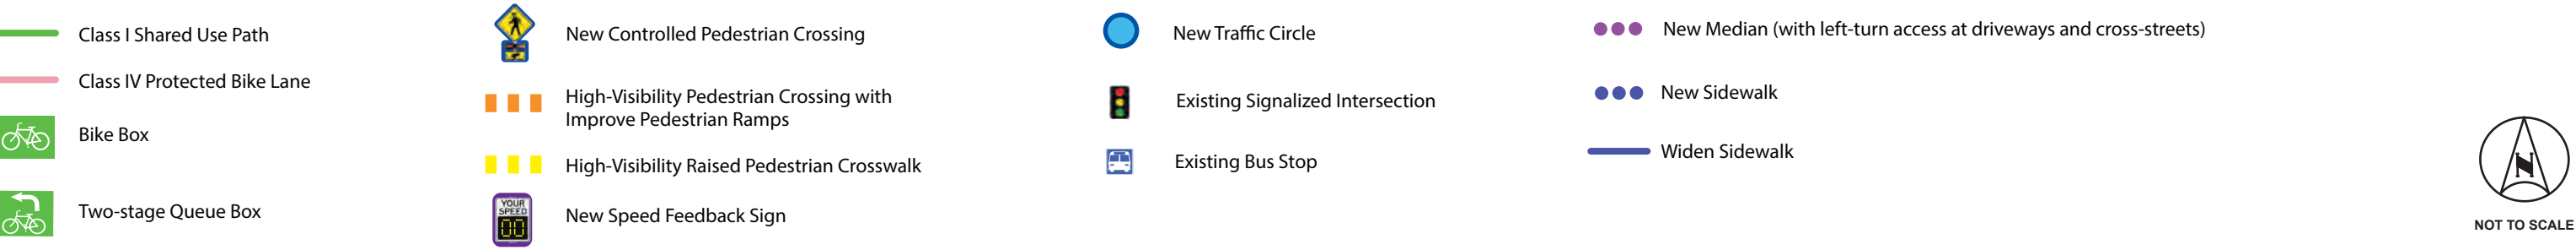 Class I Shared Use Path
Class IV Protected Bike Lane
Bike Box
Two-stage Queue Box
New Controlled Pedestrian Crossing
High-Visibility Pedestrian Crossing with
Improve Pedestrian Ramps
High-Visibility Raised Pedestrian Crosswalk
YOUR
SPEED
00
New Speed Feedback Sign
New Traffic Circle
Existing Signalized Intersection
Existing Bus Stop
New Median (with left-turn access at driveways and cross-streets)
New Sidewalk
Widen Sidewalk
N
NOT TO SCALE